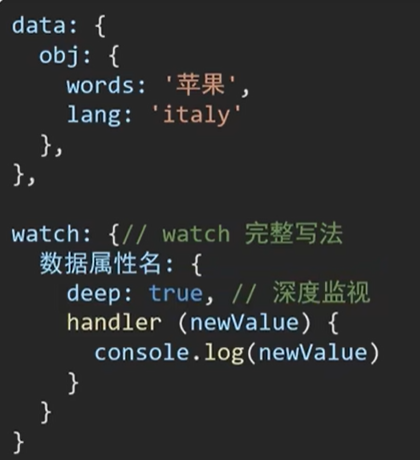 data: {
  obj: {
    words: '苹果',
    lang: 'italy'
  },
},

watch: {// watch 完整写法
  数据属性名: {
    deep: true, // 深度监视
    handler (newValue) {
      console.log(newValue)
    }
  }
}